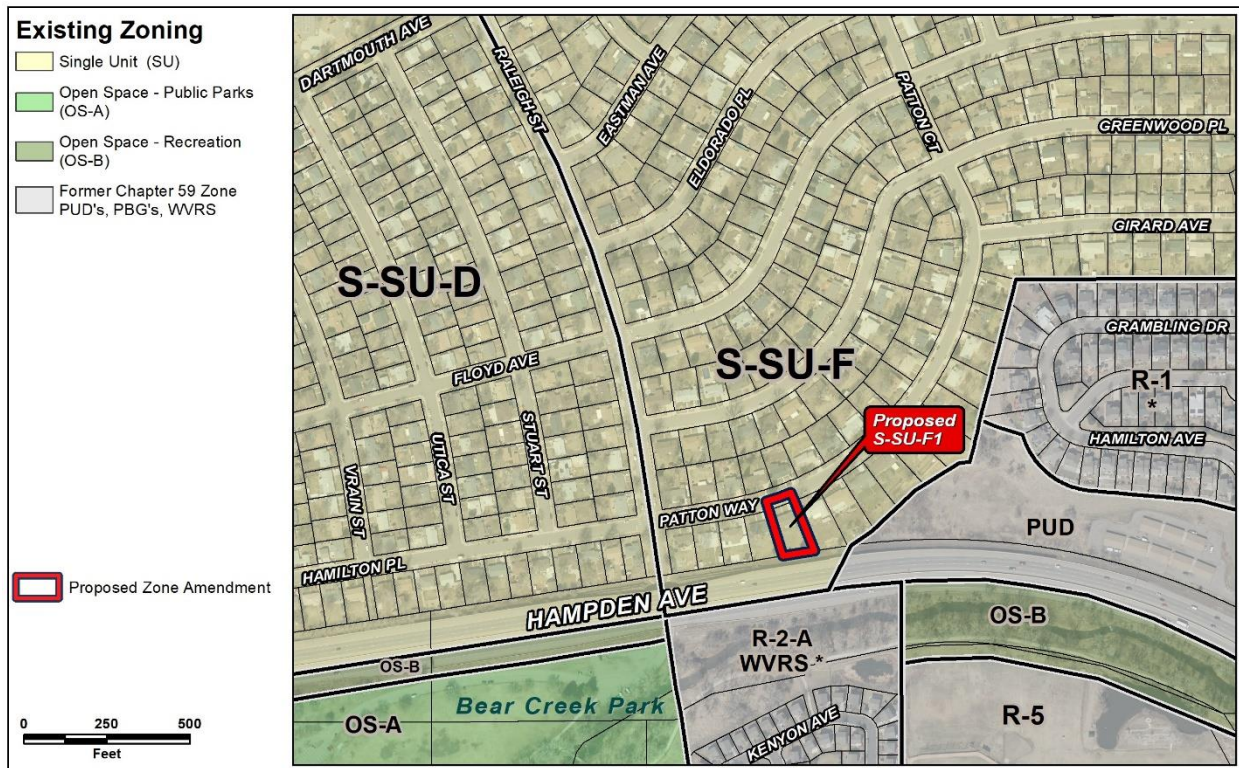 Existing Zoning
Single Unit (SU)
Open Space - Public Parks
(OS-A)
Open Space - Recreation
(OS-B)
Former Chapter 59 Zone
PUD's, PBG's, WVRS
Proposed Zone Amendment
0 250 500
Feet
DARTMOUTH AVE
RALEIGH ST
EASTMAN AVE
ELDORADO PL
PATTON CT
GREENWOOD PL
GIRARD AVE
S-SU-D
FLOYD AVE
S-SU-F
GRAMBLING DR
R-1
*
HAMILTON AVE
Proposed
S-SU-F1
VRAIN ST
UTICA ST
STUART ST
PATTON WAY
PUD
HAMILTON PL
HAMPDEN AVE
OS-B
R-2-A
WVRS *
OS-B
Bear Creek Park
OS-A
KENYON AVE
R-5